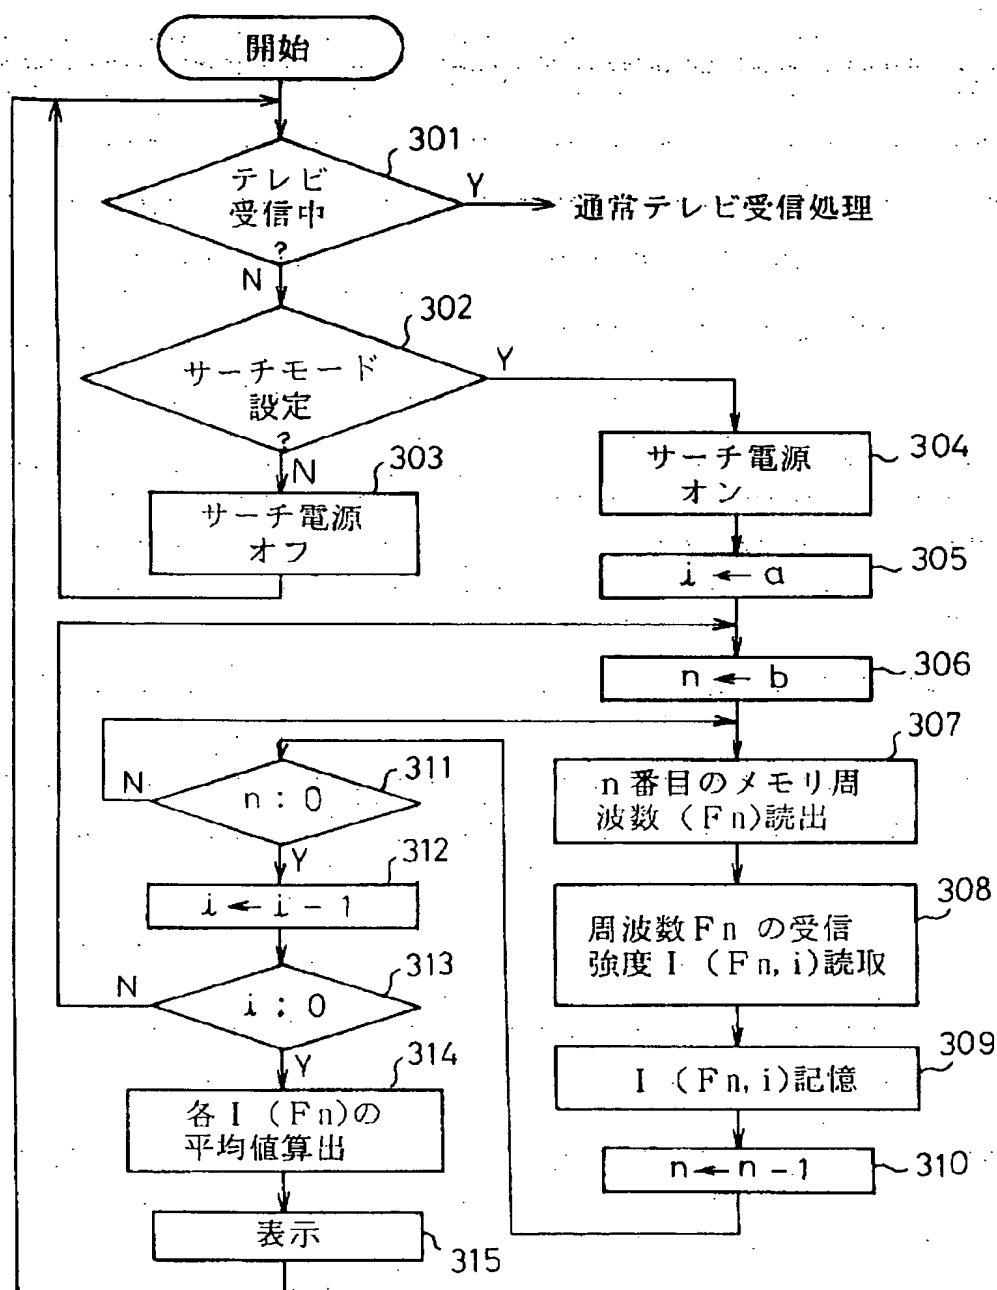 開始
301
テレビ
受信中
?
Y
通常テレビ受信処理
N
302
サーチモード
設定
?
Y
N
303
サーチ電源
オフ
304
サーチ電源
オン
305
i ← a
306
n ← b
307
n番目のメモリ周
波数 (Fn)読出
308
周波数Fn の受信
強度 I (Fn, i)読取
309
I (Fn, i)記憶
310
n ← n - 1
311
n : 0
N
Y
312
i ← i - 1
313
i : 0
N
Y
314
各 I (Fn)の
平均値算出
315
表示